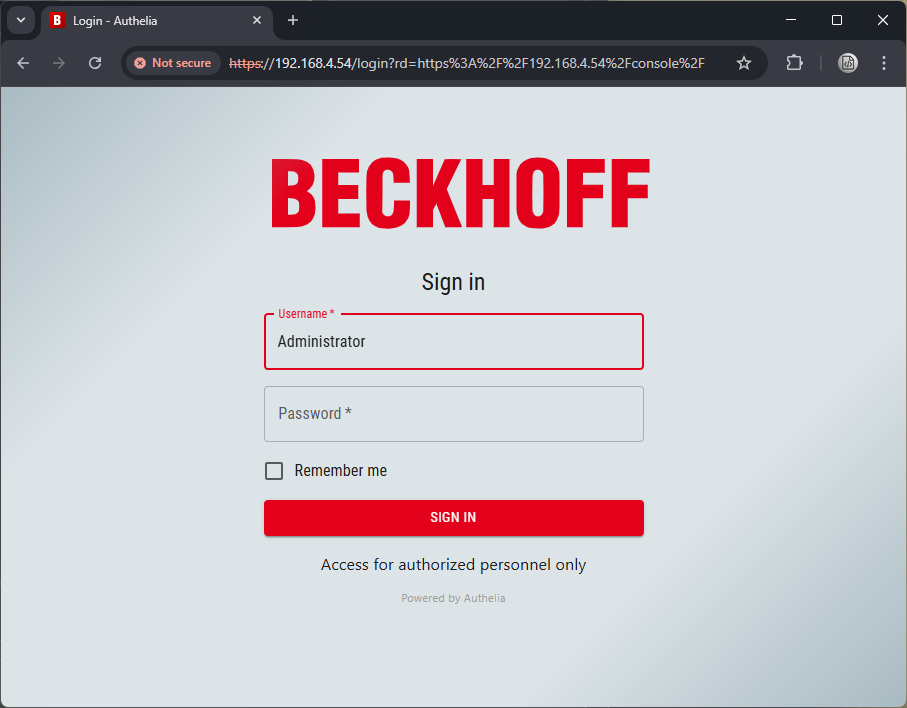 B Login - Authelia
Not secure https://192.168.4.54/login?rd=https%3A%2F%2F192.168.4.54%2Fconsole%2F
BECKHOFF
Sign in
Username *
Administrator
Password *
Remember me
SIGN IN
Access for authorized personnel only
Powered by Authelia